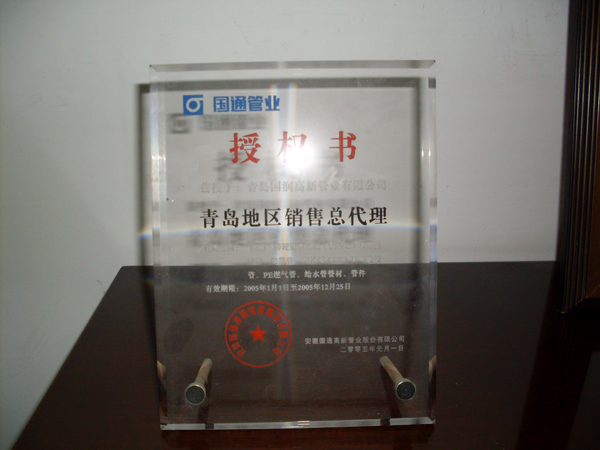 国通管业
授权书
兹授予：青岛国润高新管业有限公司
青岛地区销售总代理
管、PE燃气管、给水管管材、管件
有效期限：2005年1月1日至2005年12月25日
安徽国通高新管业股份有限公司
二零零五年元月一日